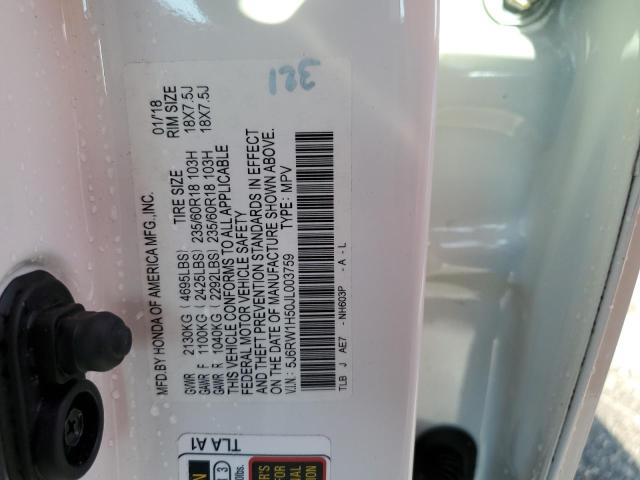 321
MFD.BY HONDA OF AMERICA MFG.,INC. 01/18
TIRE SIZE RIM SIZE
GVWR 2130KG (4695LBS)
GAWR F 1100KG (2425LBS) 235/60R18 103H 18X7.5J
GAWR R 1040KG (2292LBS) 235/60R18 103H 18X7.5J
THIS VEHICLE CONFORMS TO ALL APPLICABLE
FEDERAL MOTOR VEHICLE SAFETY
AND THEFT PREVENTION STANDARDS IN EFFECT
ON THE DATE OF MANUFACTURE SHOWN ABOVE.
V.I.N: 5J6RW1H50JL003759 TYPE: MPV
TLB J AE7 -NH603P -A -L
TLA A1
3